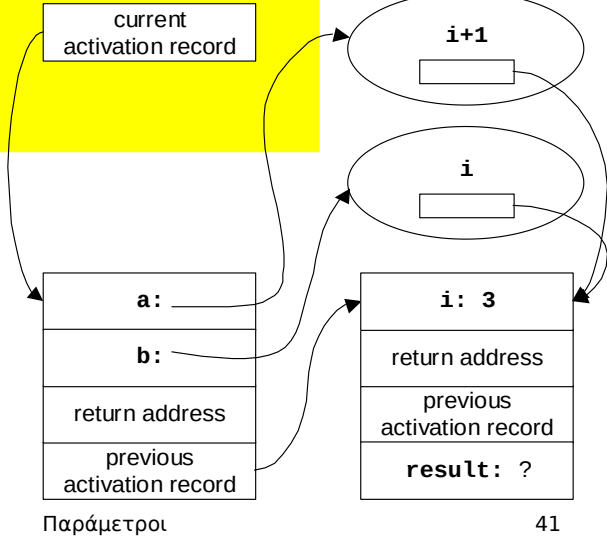 current
activation record
i+1
i
a:
b:
return address
previous
activation record
i: 3
return address
previous
activation record
result: ?
Παράμετροι
41